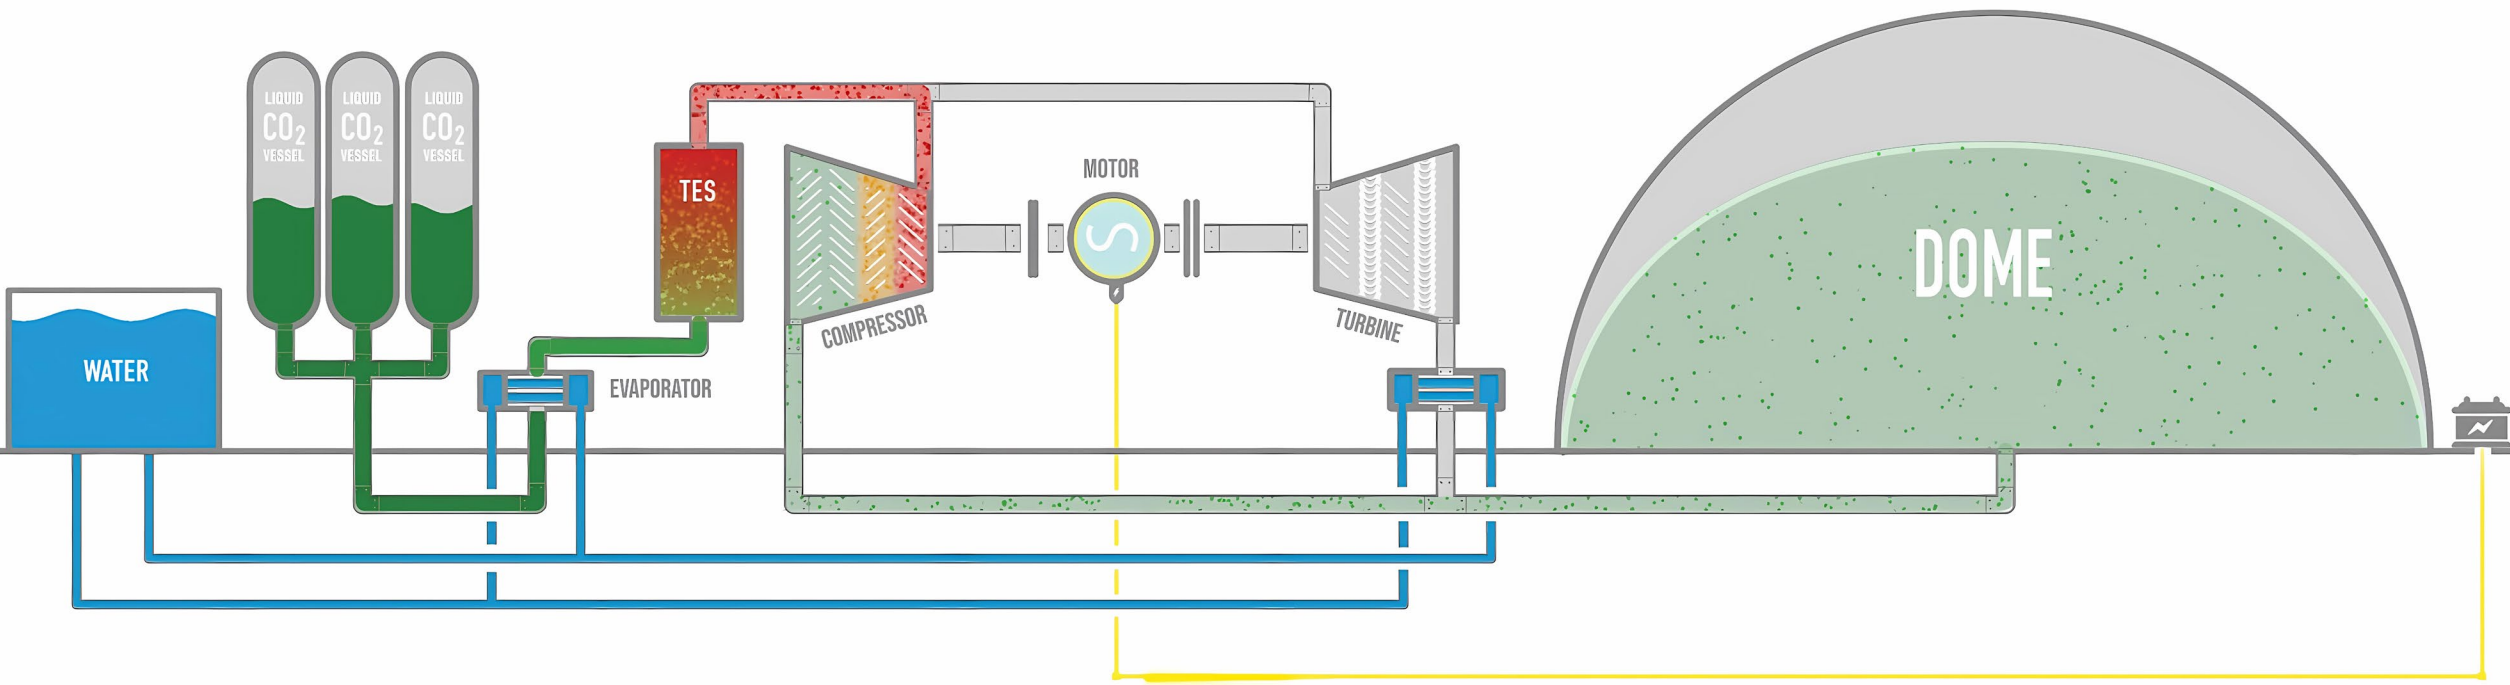 LIQUID
CO2
VESSEL
LIQUID
CO2
VESSEL
LIQUID
CO2
VESSEL
WATER
TES
EVAPORATOR
COMPRESSOR
MOTOR
TURBINE
DOME